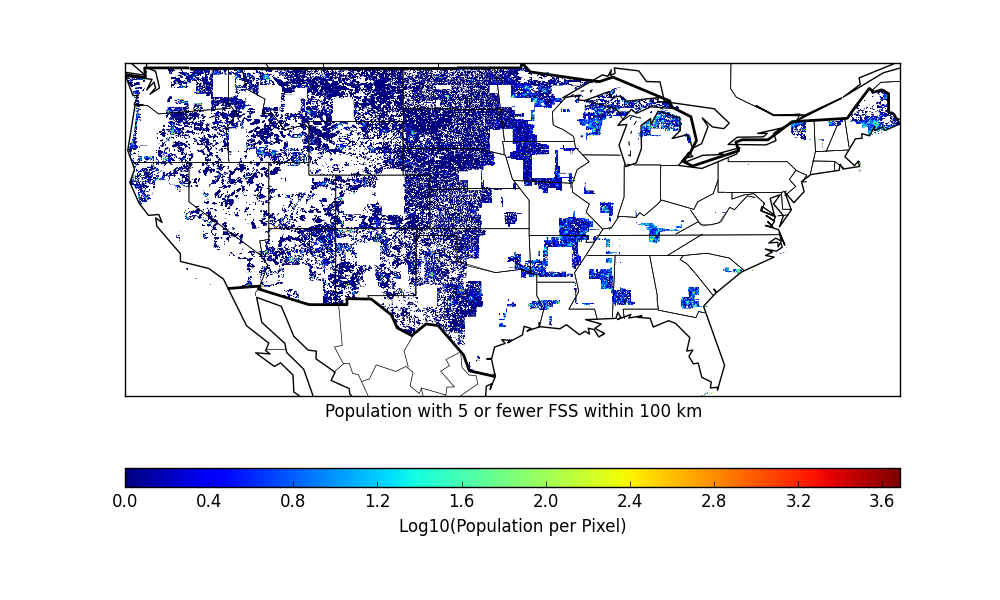 Population with 5 or fewer FSS within 100 km
0.0 0.4 0.8 1.2 1.6 2.0 2.4 2.8 3.2 3.6
Log10(Population per Pixel)